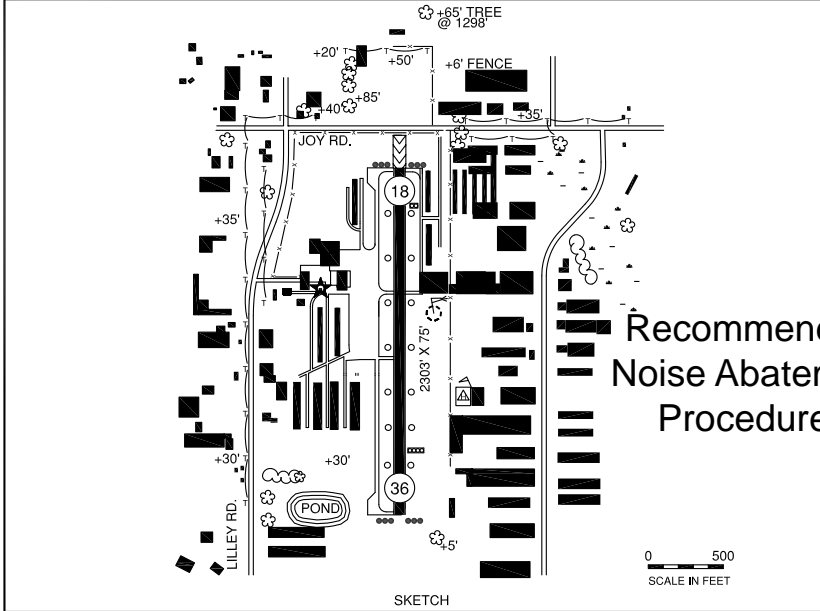 +65' TREE
@ 1298'
+20'
+50'
+6' FENCE
+85'
+40'
+35'
JOY RD.
18
+35'
2303' X 75'
Recommen
Noise Abate
Procedure
+30'
+30'
36
POND
LILLEY RD.
+5'
0 500
SCALE IN FEET
SKETCH